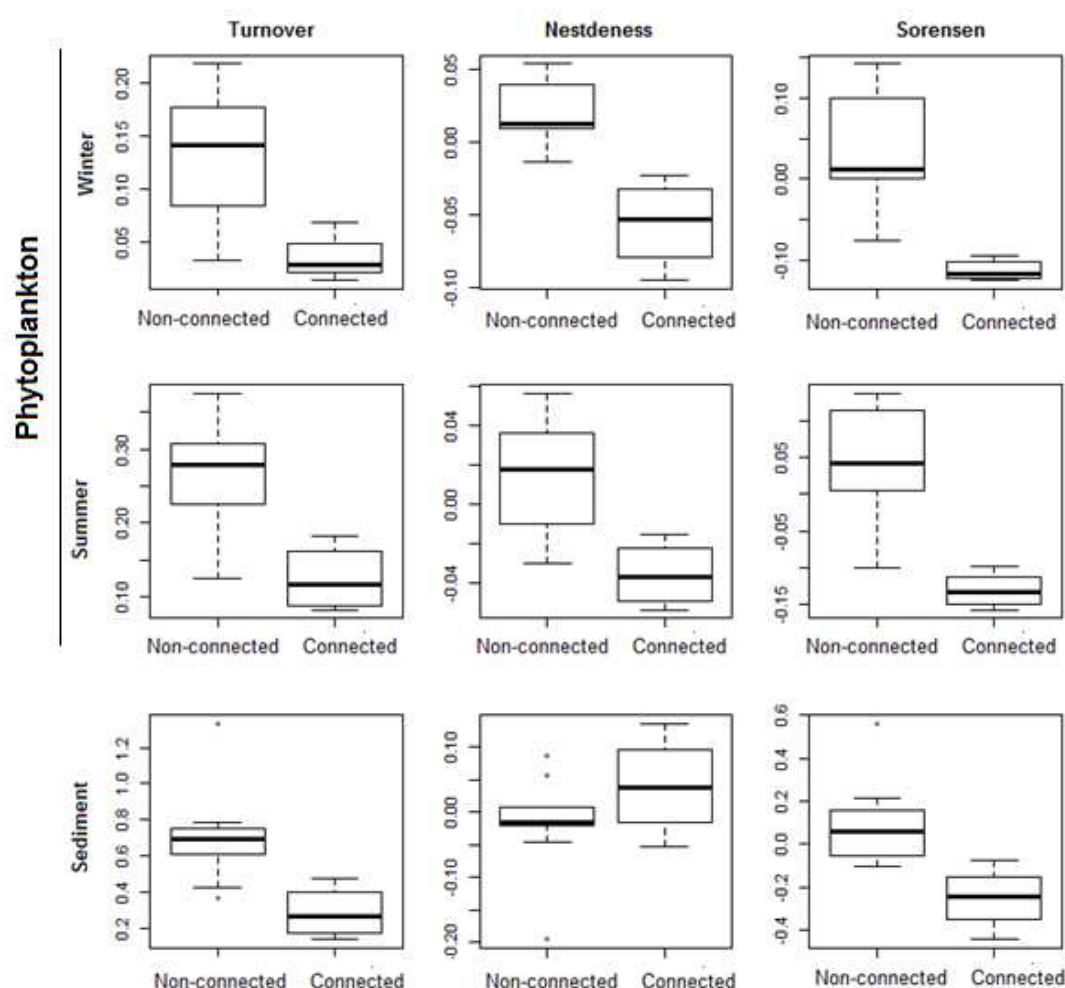 Turnover Nestdeness Sorensen
Phytoplankton
Winter
0.20 0.15 0.10 0.05
0.05 0.00 -0.05 -0.10
0.10 0.00 -0.10
Non-connected Connected Non-connected Connected Non-connected Connected
Summer
0.30 0.20 0.10
0.04 0.00 -0.04
0.05 -0.05 -0.15
Non-connected Connected Non-connected Connected Non-connected Connected
Sediment
1.2 1.0 0.8 0.6 0.4 0.2
0.10 0.00 -0.10 -0.20
0.6 0.4 0.2 0.0 -0.2 -0.4
Non-connected Connected Non-connected Connected Non-connected Connected